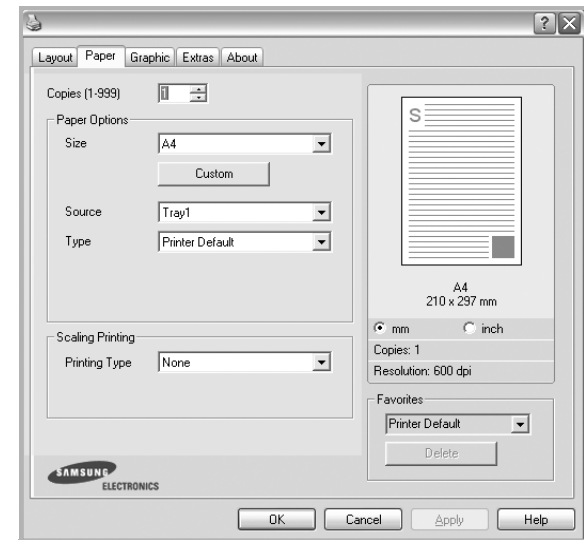 Layout Paper Graphic Extras About
Copies (1-999) 1
Paper Options
Size A4
Custom
Source Tray1
Type Printer Default
Scaling Printing
Printing Type None
SAMSUNG
ELECTRONICS
S
A4
210 x 297 mm
mm inch
Copies: 1
Resolution: 600 dpi
Favorites
Printer Default
Delete
OK Cancel Apply Help